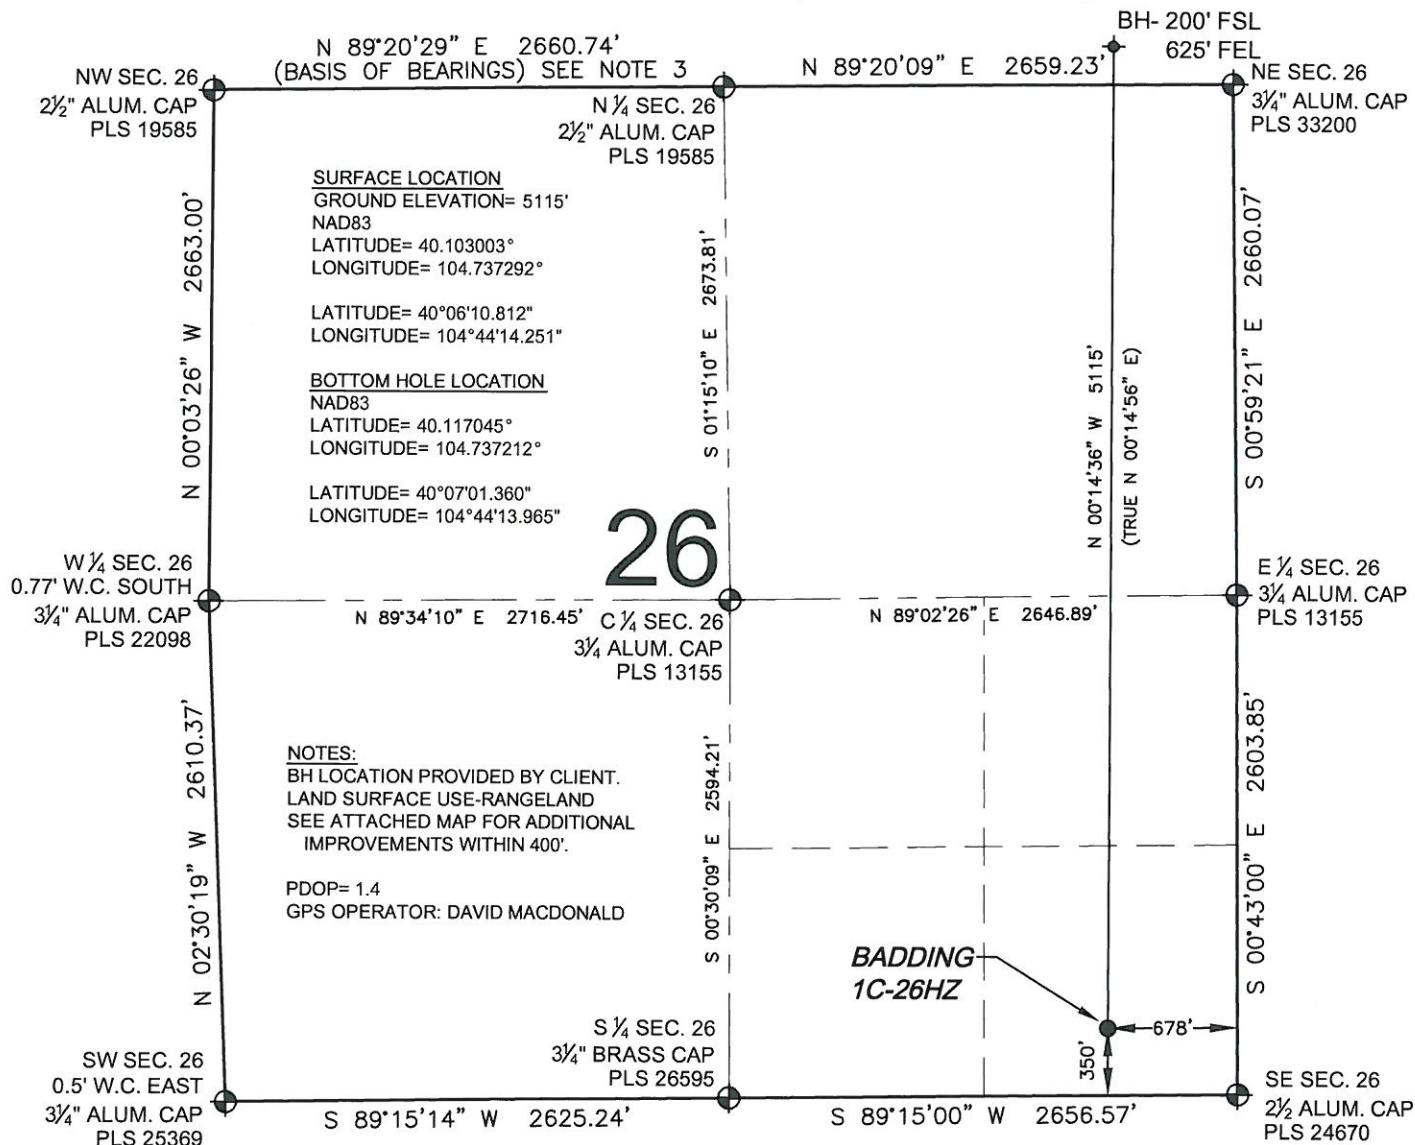 BH- 200' FSL
625' FEL
N 89°20'29" E 2660.74'
(BASIS OF BEARINGS) SEE NOTE 3
N 89°20'09" E 2659.23'
NW SEC. 26
2½" ALUM. CAP
PLS 19585
N ¼ SEC. 26
2½" ALUM. CAP
PLS 19585
NE SEC. 26
3¼" ALUM. CAP
PLS 33200
SURFACE LOCATION
GROUND ELEVATION= 5115'
NAD83
LATITUDE= 40.103003°
LONGITUDE= 104.737292°
LATITUDE= 40°06'10.812"
LONGITUDE= 104°44'14.251"
BOTTOM HOLE LOCATION
NAD83
LATITUDE= 40.117045°
LONGITUDE= 104.737212°
LATITUDE= 40°07'01.360"
LONGITUDE= 104°44'13.965"
N 00°03'26" W 2663.00'
S 01°15'10" E 2673.81'
N 00°14'36" W 5115'
(TRUE N 00°14'56" E)
S 00°59'21" E 2660.07'
26
W ¼ SEC. 26
0.77' W.C. SOUTH
3¼" ALUM. CAP
PLS 22098
N 89°34'10" E 2716.45'
C ¼ SEC. 26
3¼ ALUM. CAP
PLS 13155
N 89°02'26" E 2646.89'
E ¼ SEC. 26
3¼ ALUM. CAP
PLS 13155
NOTES:
BH LOCATION PROVIDED BY CLIENT.
LAND SURFACE USE-RANGELAND
SEE ATTACHED MAP FOR ADDITIONAL
IMPROVEMENTS WITHIN 400'.
PDOP= 1.4
GPS OPERATOR: DAVID MACDONALD
N 02°30'19" W 2610.37'
S 00°30'09" E 2594.21'
S 00°43'00" E 2603.85'
BADDING
1C-26HZ
678'
350'
SW SEC. 26
0.5' W.C. EAST
3¼" ALUM. CAP
PLS 25369
S ¼ SEC. 26
3¼" BRASS CAP
PLS 26595
SE SEC. 26
2½ ALUM. CAP
PLS 24670
S 89°15'14" W 2625.24'
S 89°15'00" W 2656.57'